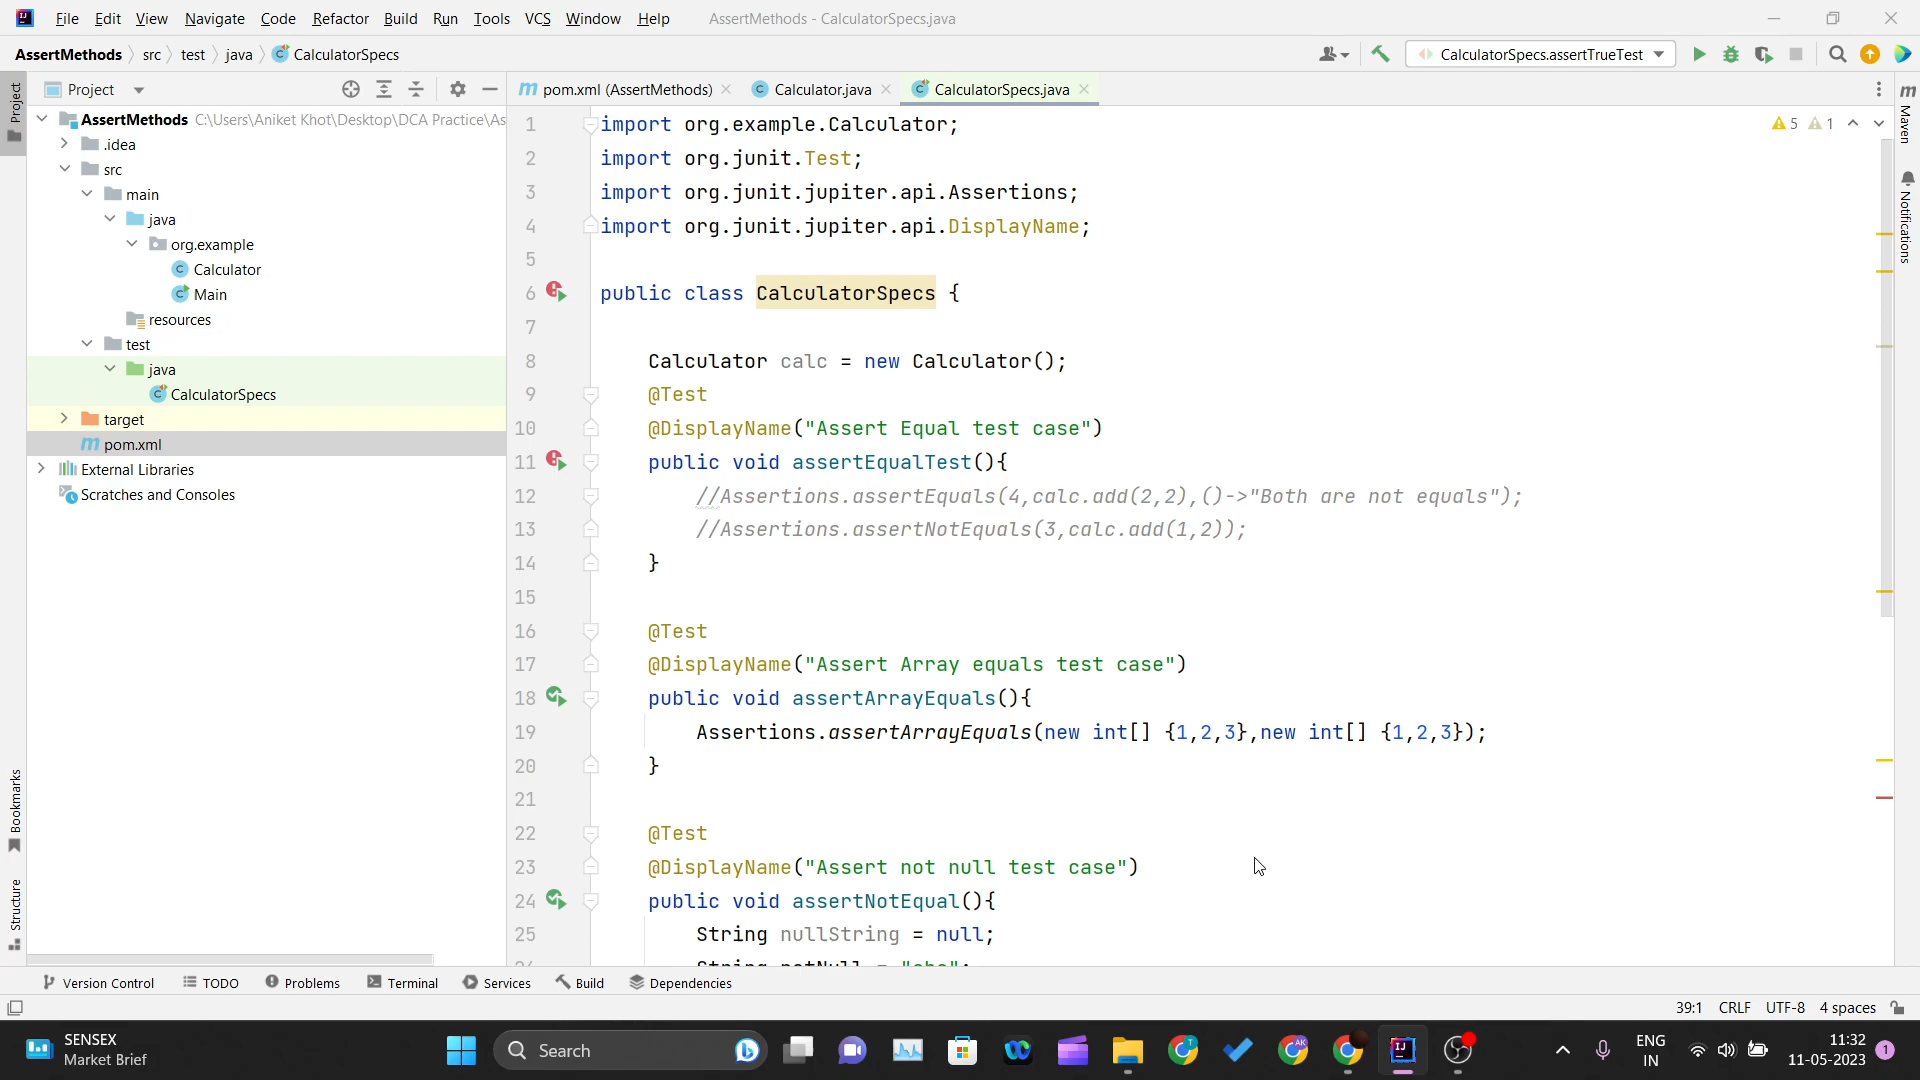 File Edit View Navigate Code Refactor Build Run Tools VCS Window Help AssertMethods - CalculatorSpecs.java
AssertMethods src test java CalculatorSpecs CalculatorSpecs.assertTrueTest
Project pom.xml (AssertMethods) Calculator.java CalculatorSpecs.java
Project
AssertMethods C:\Users\Aniket Khot\Desktop\DCA Practice\As
.idea
src
main
java
org.example
Calculator
Main
resources
test
java
CalculatorSpecs
target
pom.xml
External Libraries
Scratches and Consoles
Bookmarks
Structure
5 1
1 import org.example.Calculator;
2 import org.junit.Test;
3 import org.junit.jupiter.api.Assertions;
4 import org.junit.jupiter.api.DisplayName;
5
6 public class CalculatorSpecs {
7
8 Calculator calc = new Calculator();
9 @Test
10 @DisplayName("Assert Equal test case")
11 public void assertEqualTest(){
12 //Assertions.assertEquals(4,calc.add(2,2),()->"Both are not equals");
13 //Assertions.assertNotEquals(3,calc.add(1,2));
14 }
15
16 @Test
17 @DisplayName("Assert Array equals test case")
18 public void assertArrayEquals(){
19 Assertions.assertArrayEquals(new int[] {1,2,3},new int[] {1,2,3});
20 }
21
22 @Test
23 @DisplayName("Assert not null test case")
24 public void assertNotEqual(){
25 String nullString = null;
m Maven
Notifications
Version Control TODO Problems Terminal Services Build Dependencies
39:1 CRLF UTF-8 4 spaces
SENSEX
Market Brief
Search
ENG
IN
11:32
11-05-2023
1